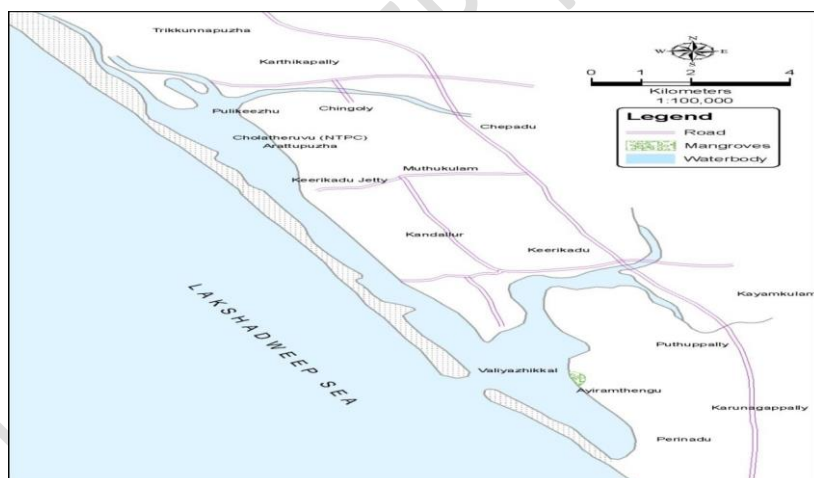 Trikkunnapuzha
Karthikapally
N
W E
S
0 1 2 4
Kilometers
1:100,000
Legend
Road
Mangroves
Waterbody
Pulikeezhu
Chingoly
Chepadu
Cholatheruvu (NTPC)
Arattupuzha
Muthukulam
Keerikadu Jetty
Kandallur
Keerikadu
Kayamkulam
LAKSHADWEEP SEA
Puthuppally
Valiyazhikkal
Ayiramthengu
Karunagappally
Perinadu